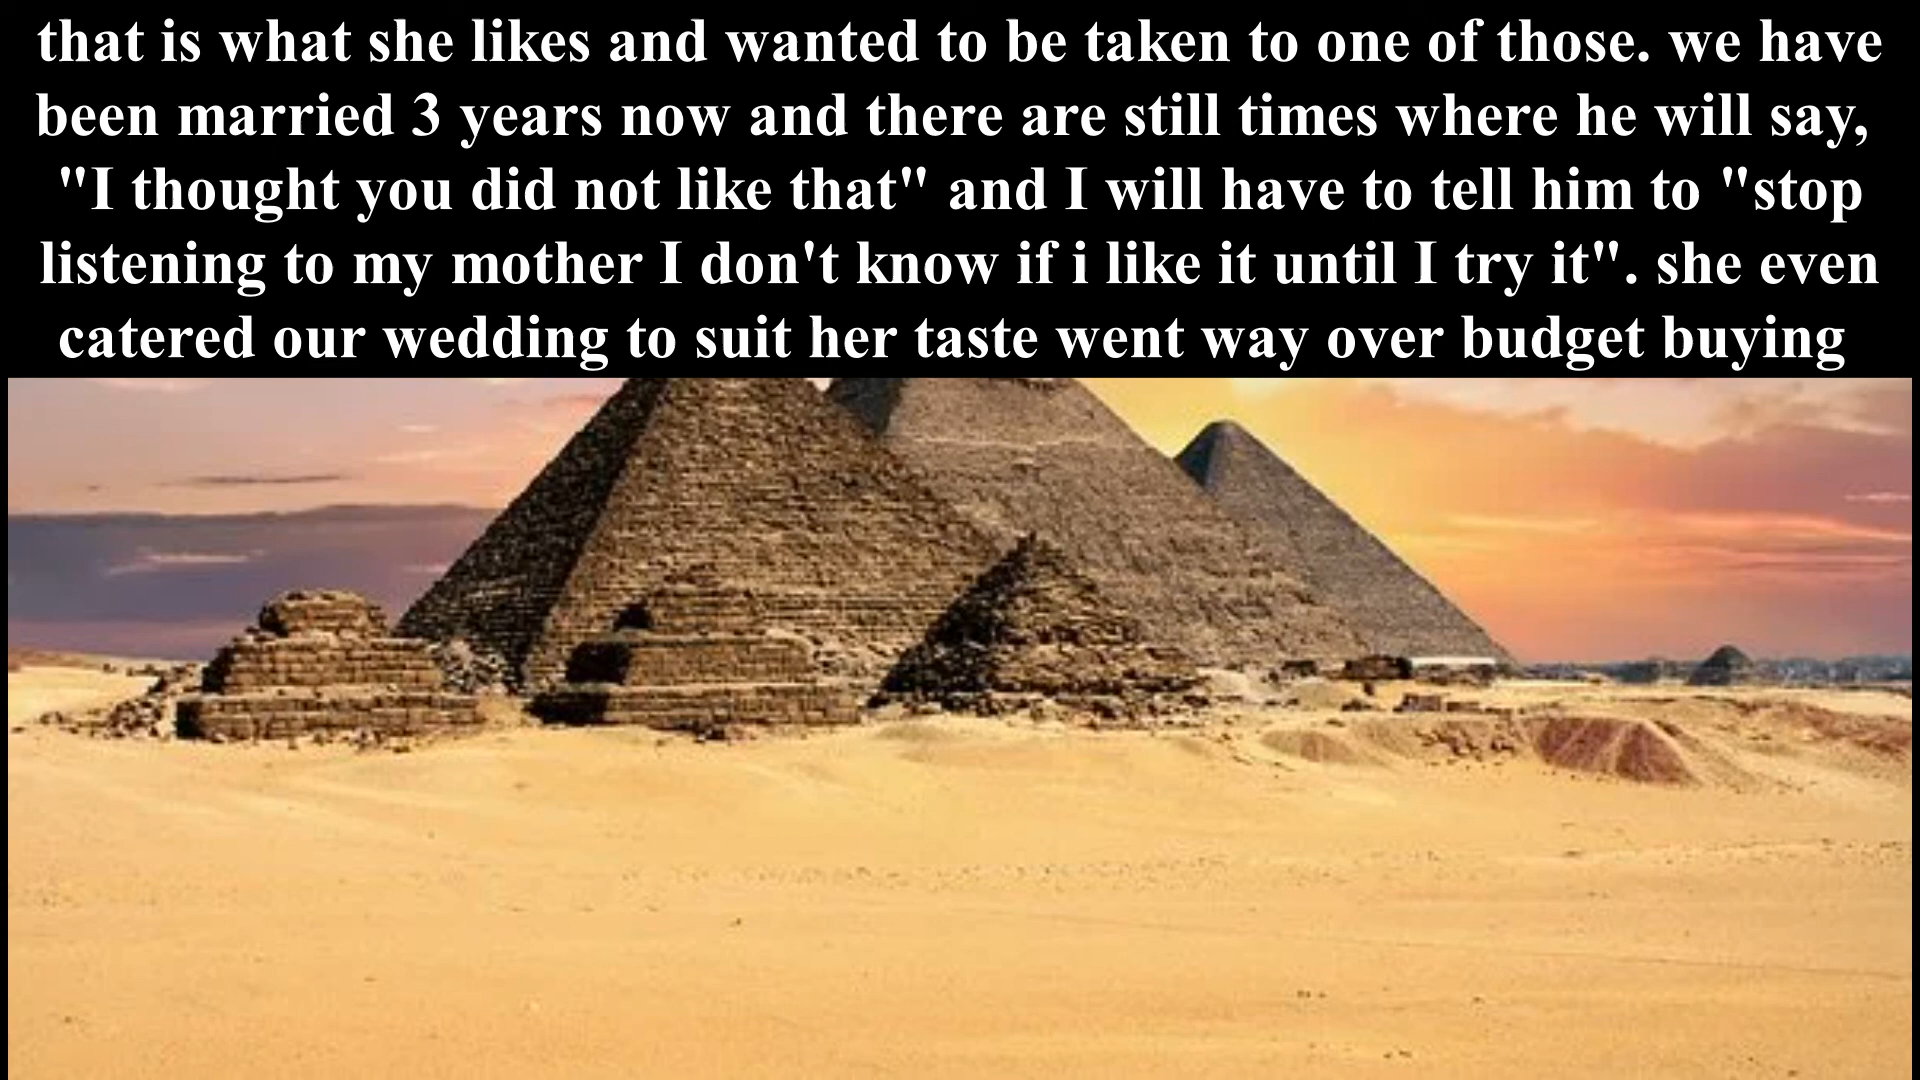 that is what she likes and wanted to be taken to one of those. we have
been married 3 years now and there are still times where he will say,
"I thought you did not like that" and I will have to tell him to "stop
listening to my mother I don't know if i like it until I try it". she even
catered our wedding to suit her taste went way over budget buying